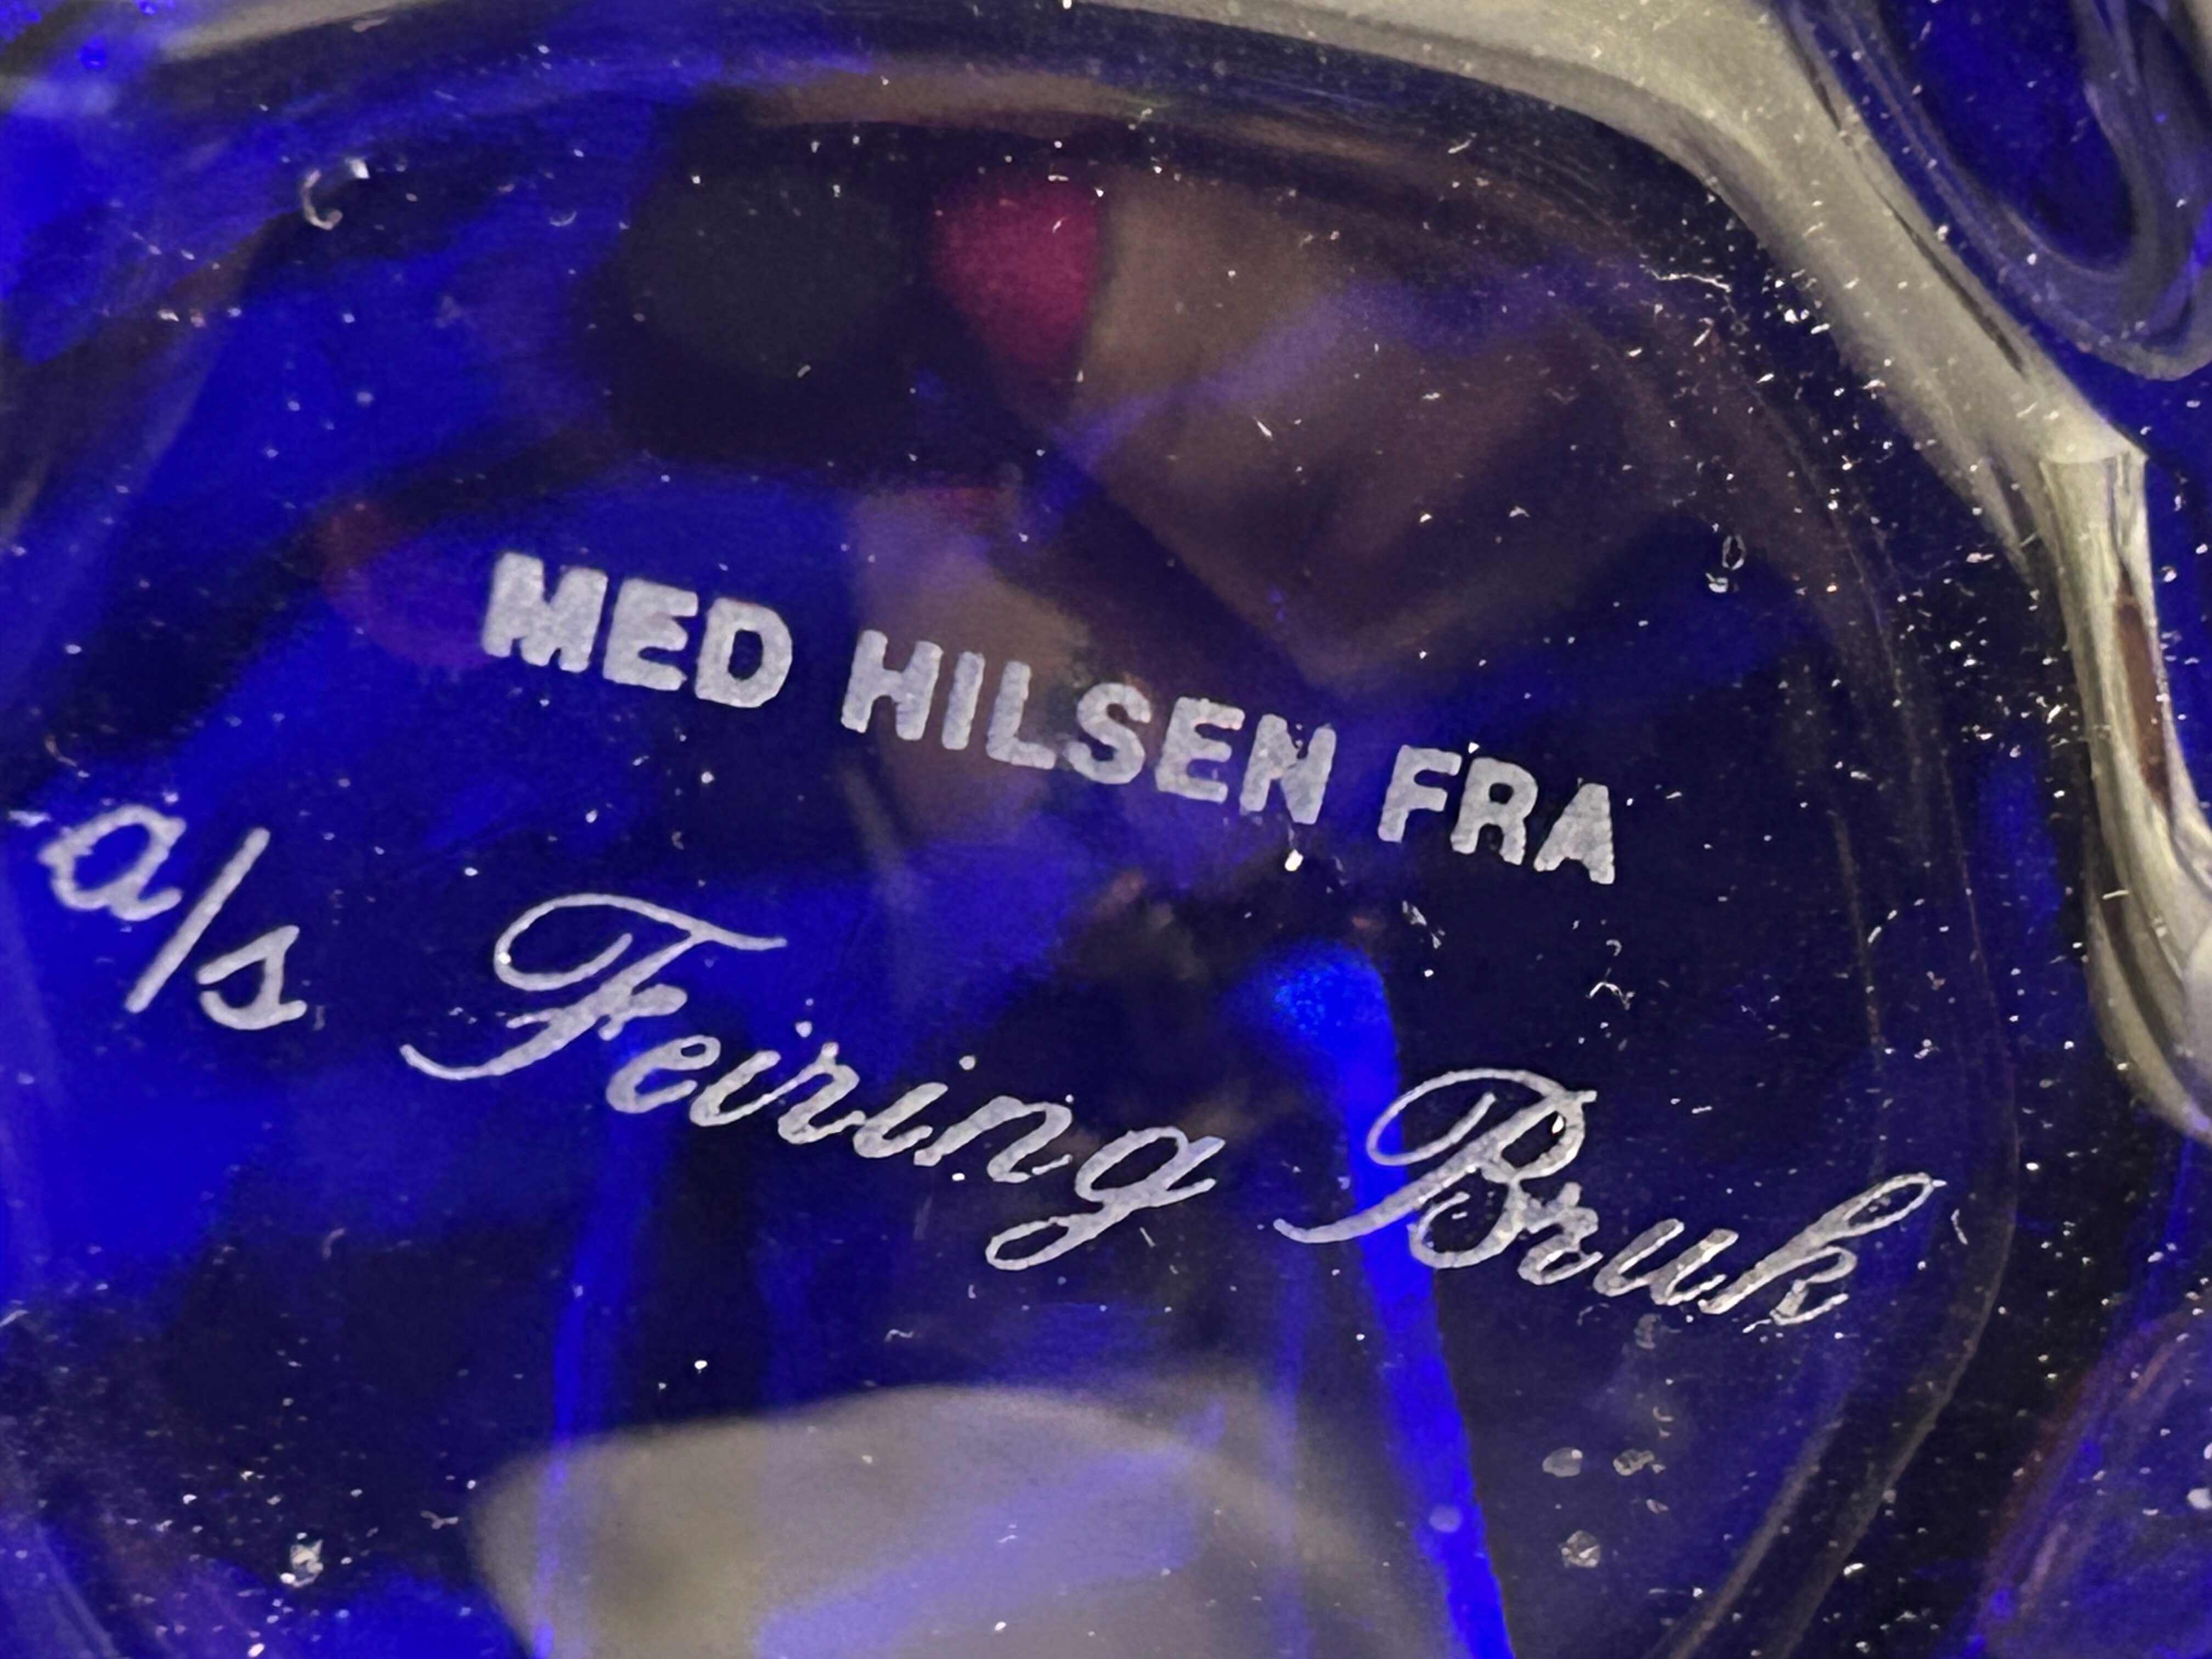 MED HILSEN FRA
a/s Feiring Bruk